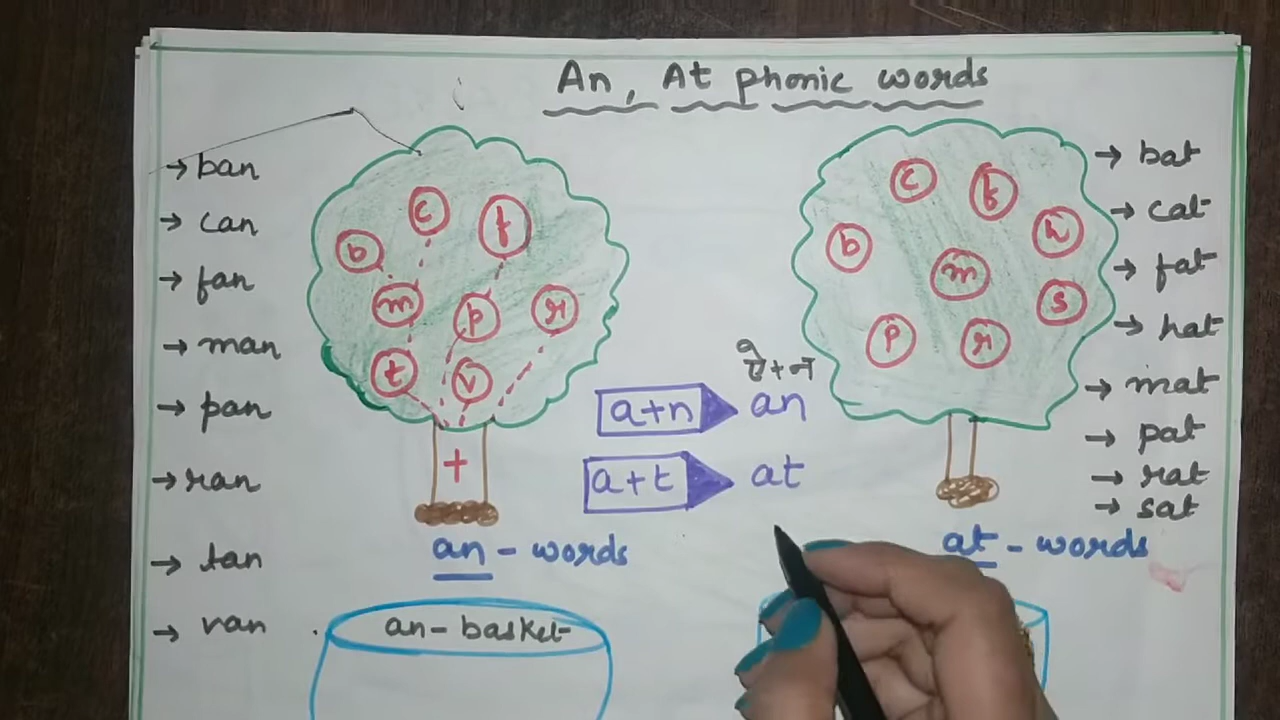 An, At phonic words
→ ban
→ can
→ fan
→ man
→ pan
→ ran
→ tan
→ van
c
f
b
m
p
r
t
v
+
an - words
an - basket
ऐ+न
a+n an
a+t at
c
f
h
b
m
s
p
r
at - words
→ bat
→ cat
→ fat
→ hat
→ mat
→ pat
→ rat
→ sat